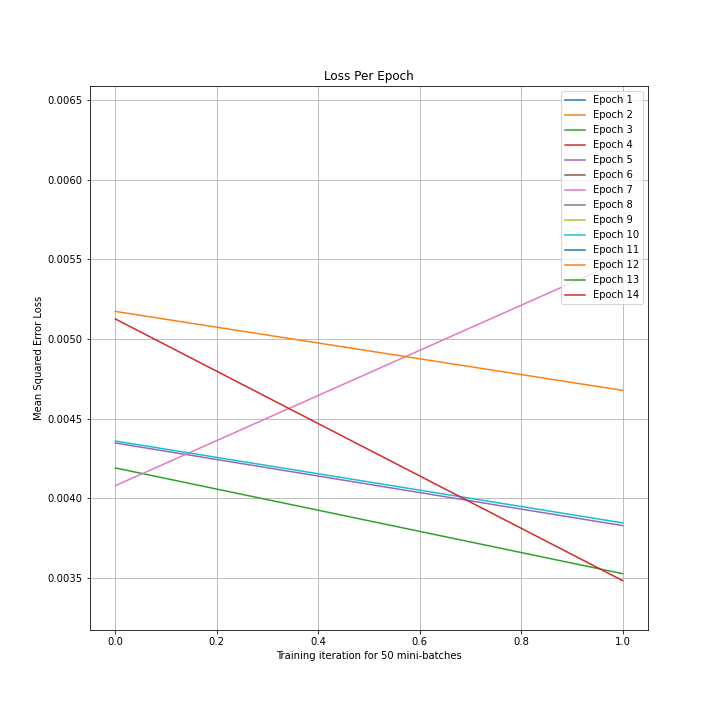 Loss Per Epoch
0.0065
0.0060
0.0055
0.0050
0.0045
0.0040
0.0035
Mean Squared Error Loss
Epoch 1
Epoch 2
Epoch 3
Epoch 4
Epoch 5
Epoch 6
Epoch 7
Epoch 8
Epoch 9
Epoch 10
Epoch 11
Epoch 12
Epoch 13
Epoch 14
0.0 0.2 0.4 0.6 0.8 1.0
Training iteration for 50 mini-batches